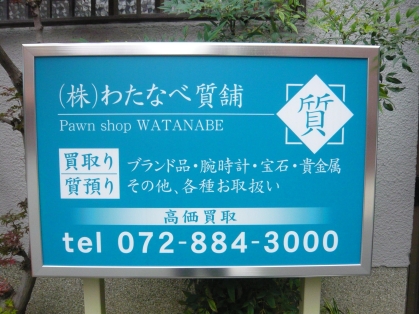 (株)わたなべ質舗
Pawn shop WATANABE
質
買取り
質預り
ブランド品・腕時計・宝石・貴金属
その他、各種お取扱い
高価買取
tel 072-884-3000